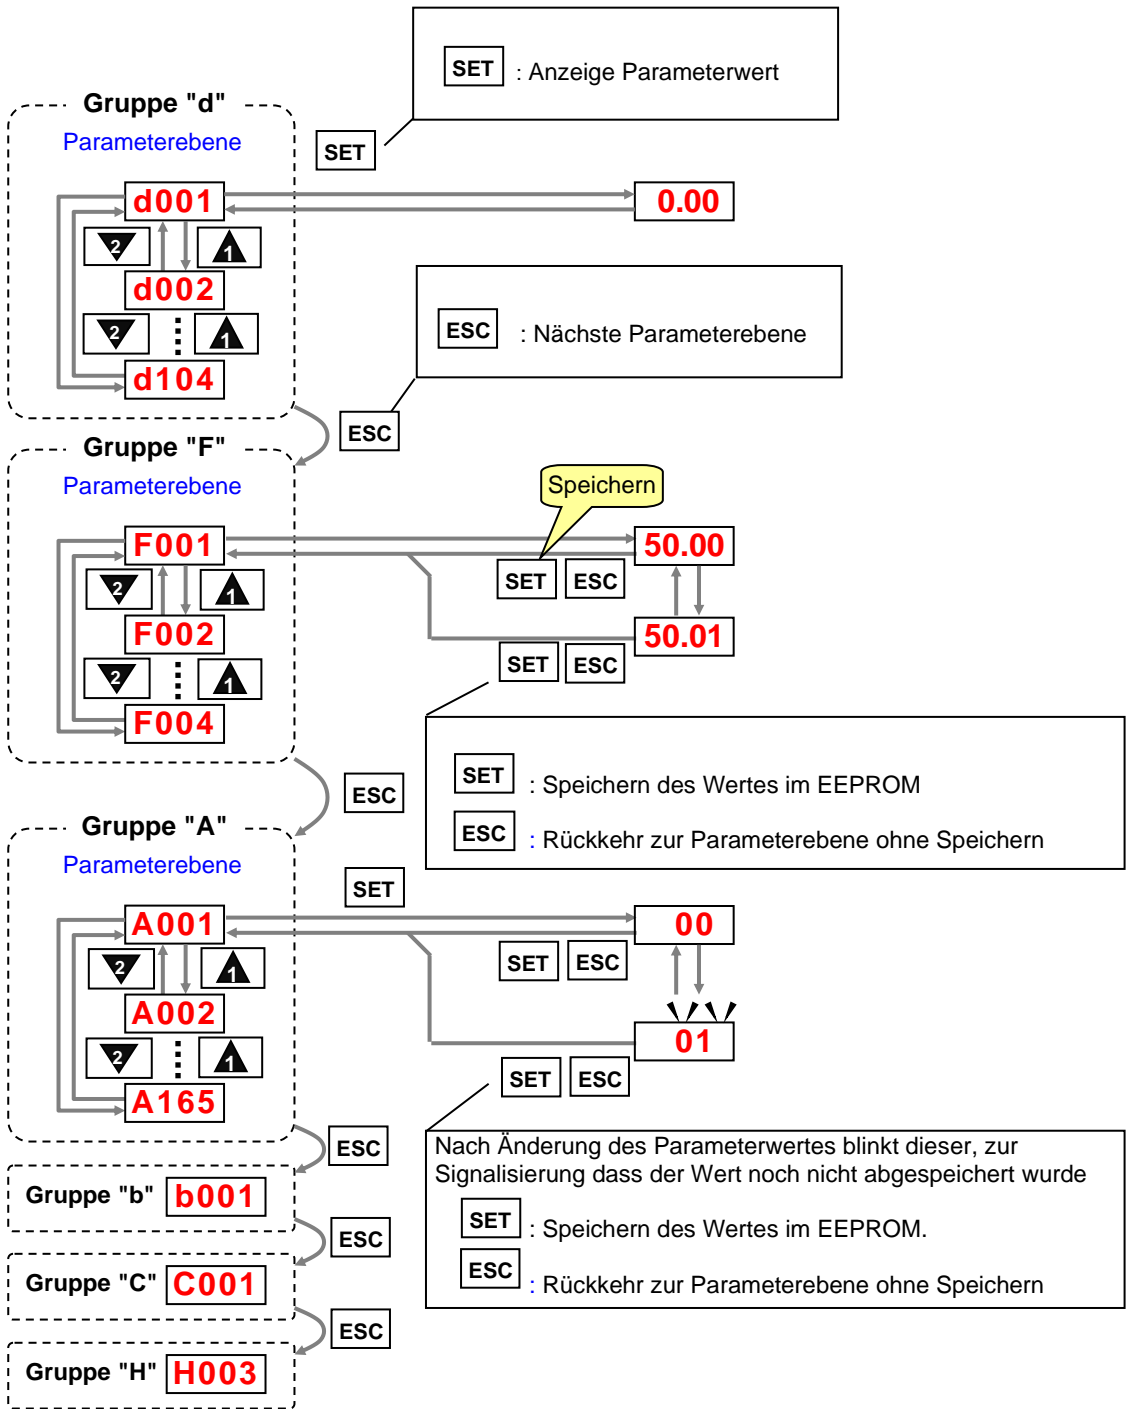 SET : Anzeige Parameterwert
Gruppe "d"
Parameterebene
SET
d001
0.00
2 1
d002
2 1
d104
ESC : Nächste Parameterebene
ESC
Gruppe "F"
Parameterebene
Speichern
F001
50.00
SET ESC
2 1
F002
50.01
SET ESC
2 1
F004
SET : Speichern des Wertes im EEPROM
ESC : Rückkehr zur Parameterebene ohne Speichern
ESC
Gruppe "A"
Parameterebene
SET
A001
00
SET ESC
2 1
A002
01
2 1
SET ESC
A165
Nach Änderung des Parameterwertes blinkt dieser, zur
Signalisierung dass der Wert noch nicht abgespeichert wurde
SET : Speichern des Wertes im EEPROM.
ESC : Rückkehr zur Parameterebene ohne Speichern
ESC
Gruppe "b" b001
ESC
Gruppe "C" C001
ESC
Gruppe "H" H003